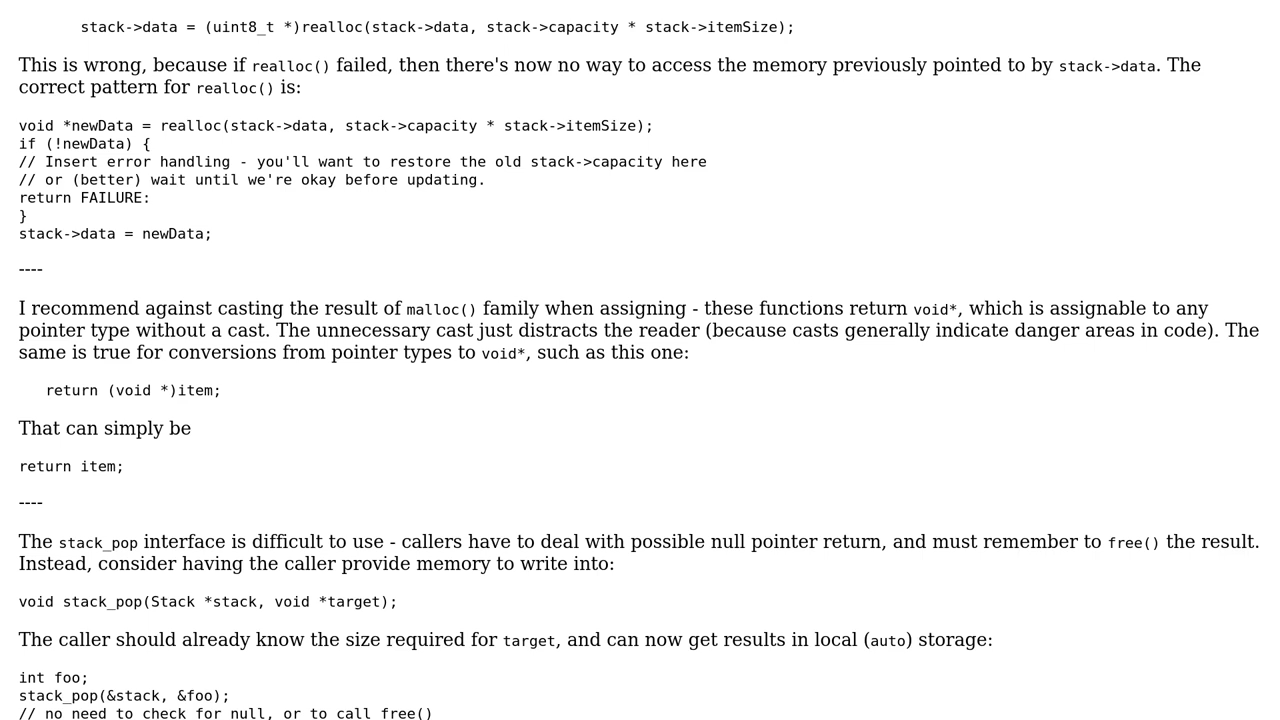 stack->data = (uint8_t *)realloc(stack->data, stack->capacity * stack->itemSize);
This is wrong, because if realloc() failed, then there's now no way to access the memory previously pointed to by stack->data. The
correct pattern for realloc() is:
void *newData = realloc(stack->data, stack->capacity * stack->itemSize);
if (!newData) {
// Insert error handling - you'll want to restore the old stack->capacity here
// or (better) wait until we're okay before updating.
return FAILURE:
}
stack->data = newData;
----
I recommend against casting the result of malloc() family when assigning - these functions return void*, which is assignable to any
pointer type without a cast. The unnecessary cast just distracts the reader (because casts generally indicate danger areas in code). The
same is true for conversions from pointer types to void*, such as this one:
return (void *)item;
That can simply be
return item;
----
The stack_pop interface is difficult to use - callers have to deal with possible null pointer return, and must remember to free() the result.
Instead, consider having the caller provide memory to write into:
void stack_pop(Stack *stack, void *target);
The caller should already know the size required for target, and can now get results in local (auto) storage:
int foo;
stack_pop(&stack, &foo);
// no need to check for null, or to call free()